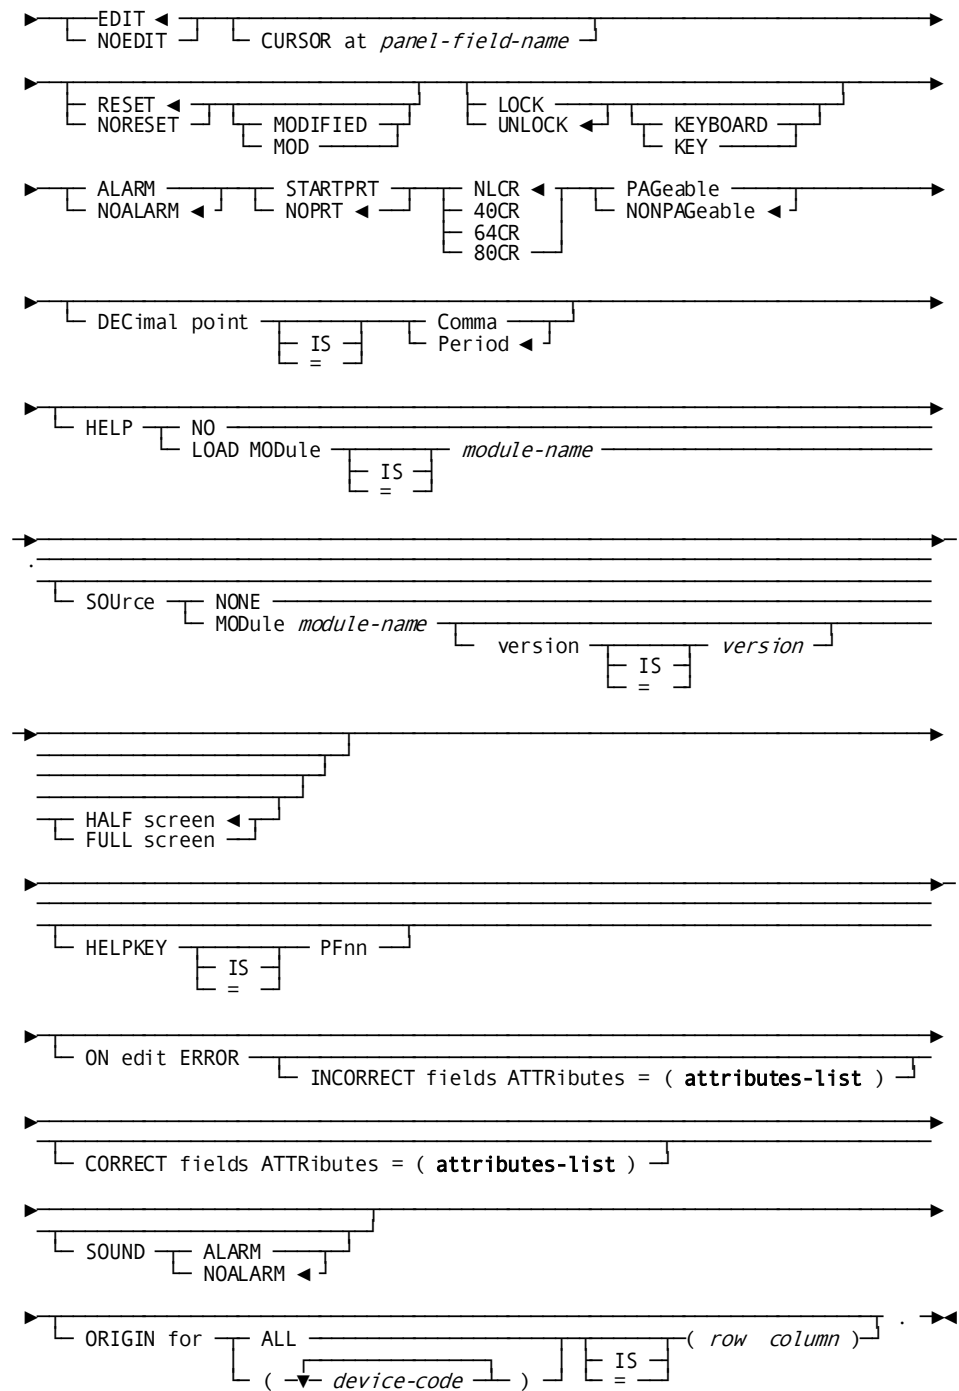 EDIT ◄
NOEDIT CURSOR at panel-field-name
RESET ◄ LOCK
NORESET MODIFIED UNLOCK ◄ KEYBOARD
MOD KEY
ALARM STARTPRT NLCR ◄ PAGeable
NOALARM ◄ NOPRT ◄ 40CR NONPAGeable ◄
64CR
80CR
DECimal point Comma
IS Period ◄
=
HELP NO
LOAD MODule module-name
IS
=
.
SOUrce NONE
MODule module-name
version version
IS
=
HALF screen ◄
FULL screen
HELPKEY PFnn
IS
=
ON edit ERROR
INCORRECT fields ATTRibutes = ( attributes-list )
CORRECT fields ATTRibutes = ( attributes-list )
SOUND ALARM
NOALARM ◄
ORIGIN for ALL ( row column ) .
IS
( device-code ) =